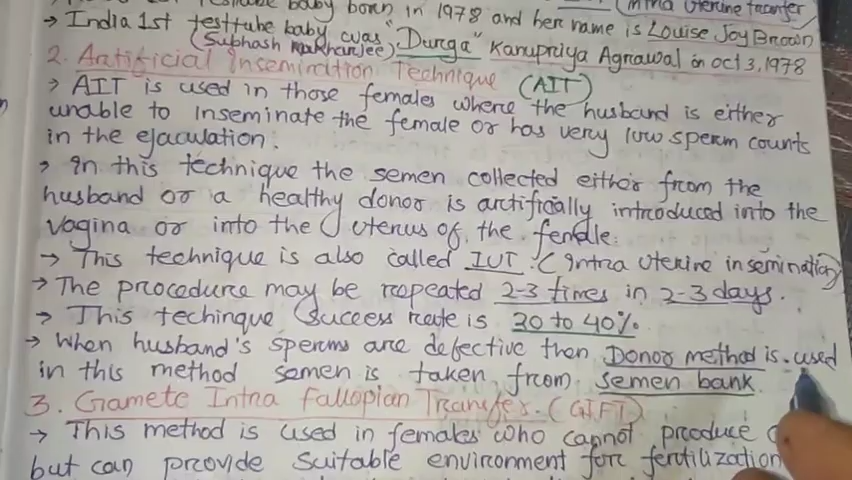 baby born in 1978 and her name is Louise Joy Brown
→ India 1st testtube baby was "Durga" Kanupriya Agrawal in oct 3, 1978
(Subhash Makharjee)
2. Artificial Insemination Technique (AIT)
→ AIT is used in those females where the husband is either
unable to inseminate the female or has very low sperm counts
in the ejaculation.
→ In this technique the semen collected either from the
husband or a healthy donor is artificially introduced into the
vagina or into the uterus of the female.
→ This technique is also called IUT. (Intra Uterine insemination)
→ The procedure may be repeated 2-3 times in 2-3 days.
→ This techinque success rate is 30 to 40%.
→ When husband's sperms are defective then Donor method is used
in this method semen is taken from semen bank.
3. Gamete Intra Fallopian Transfer. (GIFT)
→ This method is used in females who cannot produce
but can provide suitable environment for fertilization